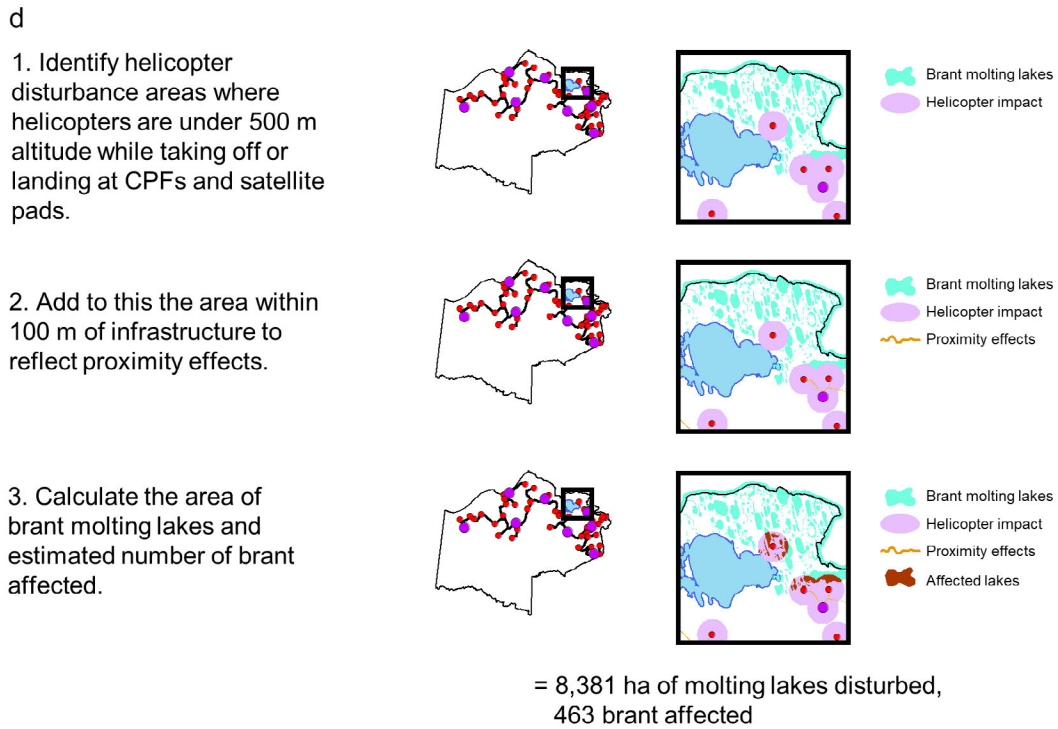 d
1. Identify helicopter
disturbance areas where
helicopters are under 500 m
altitude while taking off or
landing at CPFs and satellite
pads.
Brant molting lakes
Helicopter impact
2. Add to this the area within
100 m of infrastructure to
reflect proximity effects.
Brant molting lakes
Helicopter impact
Proximity effects
3. Calculate the area of
brant molting lakes and
estimated number of brant
affected.
Brant molting lakes
Helicopter impact
Proximity effects
Affected lakes
= 8,381 ha of molting lakes disturbed,
463 brant affected